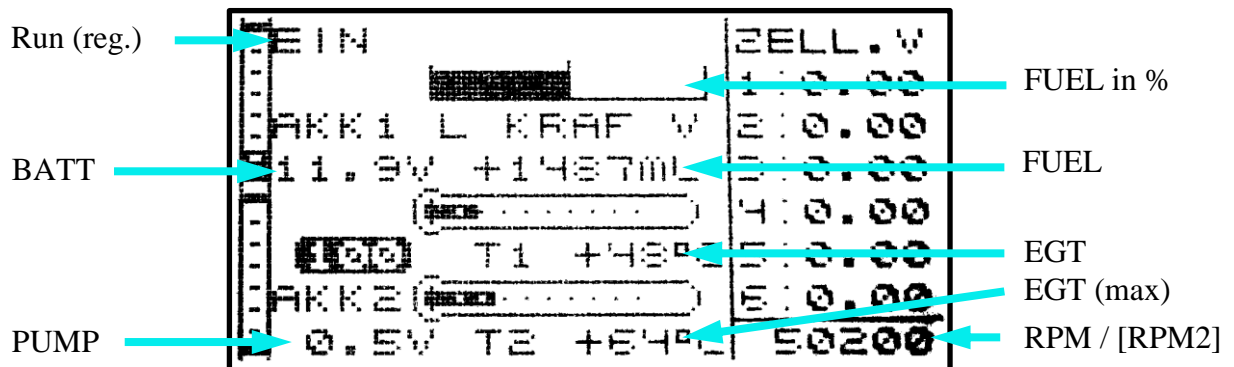 Run (reg.) EIN ZELL.V
1:0.00 FUEL in %
AKK1 L KRAF V 2:0.00
BATT 11.9V +1487mL 3:0.00 FUEL
4:0.00
100 T1 +48°C 5:0.00 EGT
AKK2 6:0.00 EGT (max)
PUMP 0.5V T2 +64°C 50200 RPM / [RPM2]